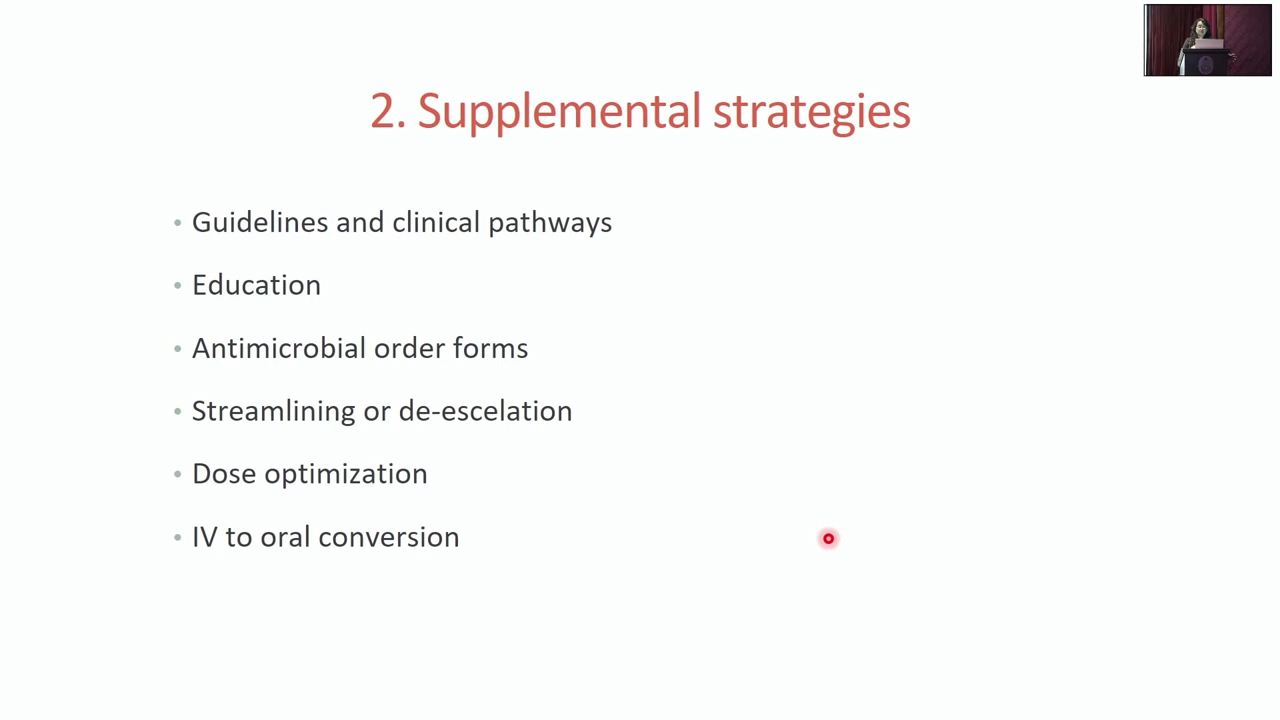 2. Supplemental strategies
• Guidelines and clinical pathways
• Education
• Antimicrobial order forms
• Streamlining or de-escelation
• Dose optimization
• IV to oral conversion